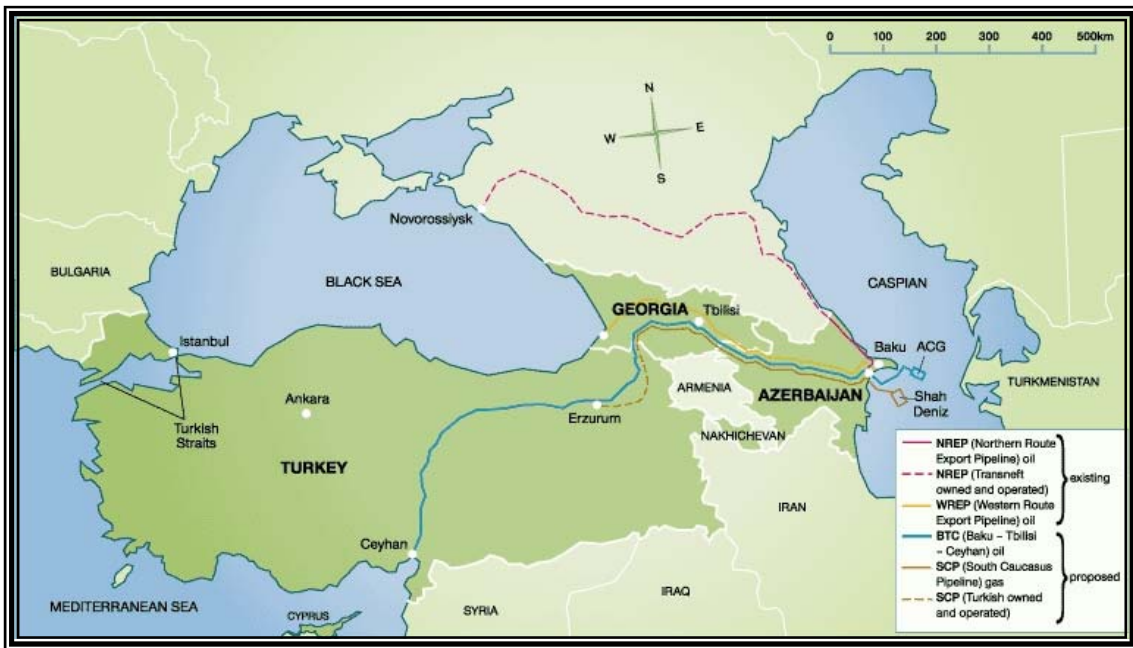 0 100 200 300 400 500km
N
W E
S
Novorossiysk
BULGARIA
BLACK SEA
CASPIAN
GEORGIA
Tbilisi
Istanbul
Baku
ACG
ARMENIA
AZERBAIJAN
Shah
Deniz
TURKMENISTAN
Ankara
Erzurum
Turkish
Straits
NAKHICHEVAN
TURKEY
IRAN
Ceyhan
MEDITERRANEAN SEA
CYPRUS
SYRIA
IRAQ
NREP (Northern Route
Export Pipeline) oil
NREP (Transneft
owned and operated)
WREP (Western Route
Export Pipeline) oil
existing
BTC (Baku – Tbilisi
– Ceyhan) oil
SCP (South Caucasus
Pipeline) gas
SCP (Turkish owned
and operated)
proposed